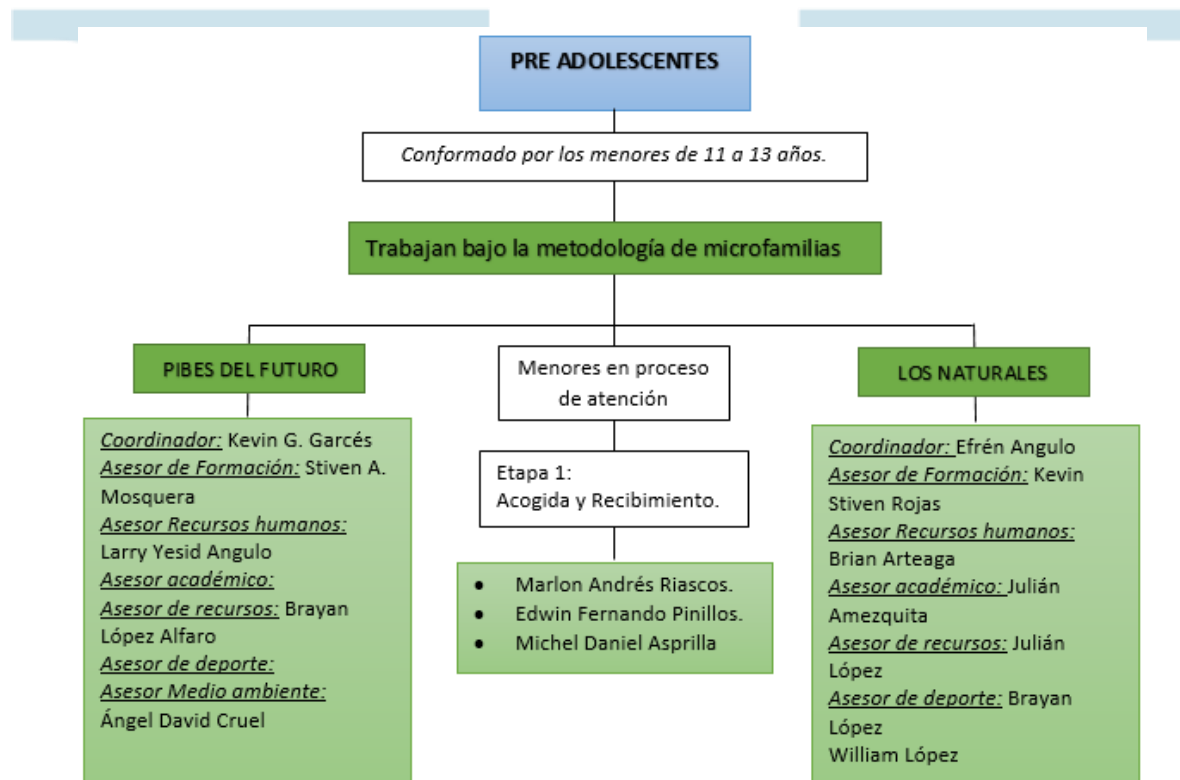 PRE ADOLESCENTES
Conformado por los menores de 11 a 13 años.
Trabajan bajo la metodología de microfamilias
PIBES DEL FUTURO
Coordinador: Kevin G. Garcés
Asesor de Formación: Stiven A.
Mosquera
Asesor Recursos humanos:
Larry Yesid Angulo
Asesor académico:
Asesor de recursos: Brayan
López Alfaro
Asesor de deporte:
Asesor Medio ambiente:
Ángel David Cruel
Menores en proceso
de atención
Etapa 1:
Acogida y Recibimiento.
• Marlon Andrés Riascos.
• Edwin Fernando Pinillos.
• Michel Daniel Asprilla
LOS NATURALES
Coordinador: Efrén Angulo
Asesor de Formación: Kevin
Stiven Rojas
Asesor Recursos humanos:
Brian Arteaga
Asesor académico: Julián
Amezquita
Asesor de recursos: Julián
López
Asesor de deporte: Brayan
López
William López